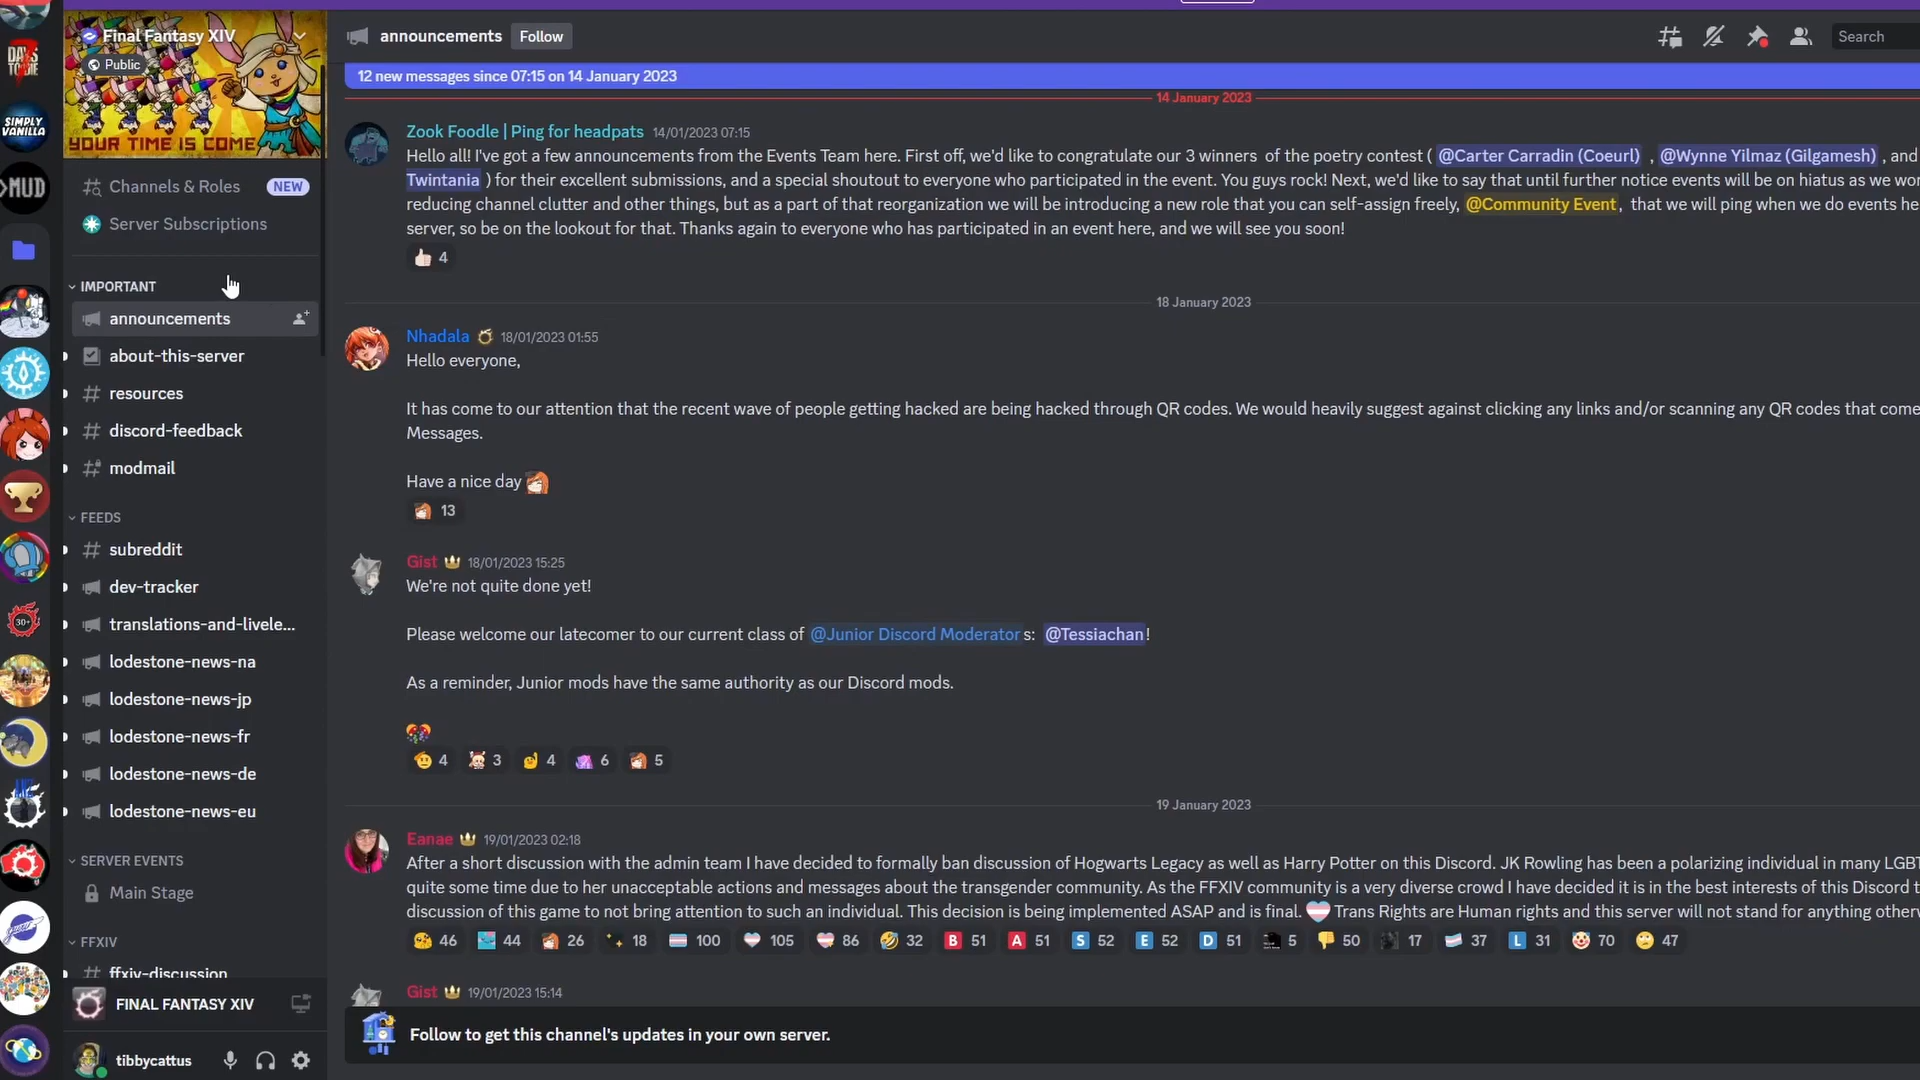 DAYS
TO DIE
SIMPLY
VANILLA
>MUD
30+
Final Fantasy XIV
Public
YOUR TIME IS COME
Channels & Roles NEW
Server Subscriptions
IMPORTANT
announcements
about-this-server
resources
discord-feedback
modmail
FEEDS
subreddit
dev-tracker
translations-and-livele...
lodestone-news-na
lodestone-news-jp
lodestone-news-fr
lodestone-news-de
lodestone-news-eu
SERVER EVENTS
Main Stage
FFXIV
ffxiv-discussion
FINAL FANTASY XIV
tibbycattus
announcements Follow
Search
12 new messages since 07:15 on 14 January 2023
14 January 2023
Zook Foodle | Ping for headpats 14/01/2023 07:15
Hello all! I've got a few announcements from the Events Team here. First off, we'd like to congratulate our 3 winners of the poetry contest ( @Carter Carradin (Coeurl) , @Wynne Yilmaz (Gilgamesh) , and
Twintania ) for their excellent submissions, and a special shoutout to everyone who participated in the event. You guys rock! Next, we'd like to say that until further notice events will be on hiatus as we wor
reducing channel clutter and other things, but as a part of that reorganization we will be introducing a new role that you can self-assign freely, @Community Event, that we will ping when we do events he
server, so be on the lookout for that. Thanks again to everyone who has participated in an event here, and we will see you soon!
4
18 January 2023
Nhadala 18/01/2023 01:55
Hello everyone,
It has come to our attention that the recent wave of people getting hacked are being hacked through QR codes. We would heavily suggest against clicking any links and/or scanning any QR codes that come
Messages.
Have a nice day
13
Gist 18/01/2023 15:25
We're not quite done yet!
Please welcome our latecomer to our current class of @Junior Discord Moderators: @Tessiachan!
As a reminder, Junior mods have the same authority as our Discord mods.
4 3 4 6 5
19 January 2023
Eanae 19/01/2023 02:18
After a short discussion with the admin team I have decided to formally ban discussion of Hogwarts Legacy as well as Harry Potter on this Discord. JK Rowling has been a polarizing individual in many LGBT
quite some time due to her unacceptable actions and messages about the transgender community. As the FFXIV community is a very diverse crowd I have decided it is in the best interests of this Discord t
discussion of this game to not bring attention to such an individual. This decision is being implemented ASAP and is final. Trans Rights are Human rights and this server will not stand for anything otherw
46 44 26 18 100 105 86 32 B 51 A 51 S 52 E 52 D 51 5 50 17 37 L 31 70 47
Gist 19/01/2023 15:14
Follow to get this channel's updates in your own server.